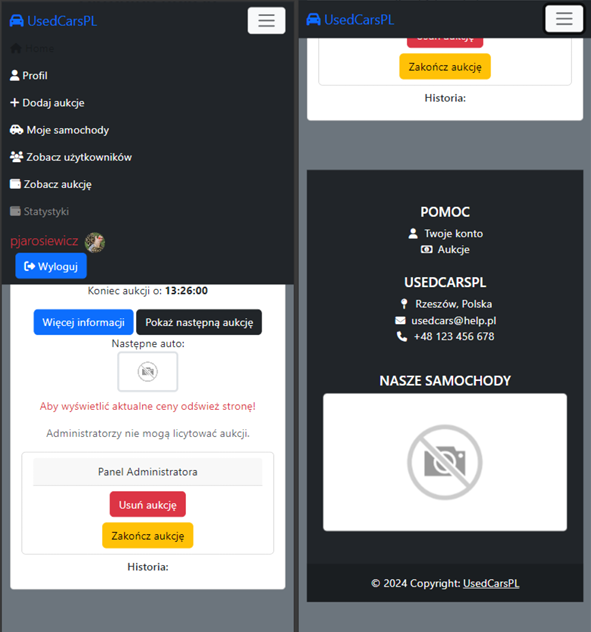 UsedCarsPL
Home
Profil
Dodaj aukcje
Moje samochody
Zobacz użytkowników
Zobacz aukcję
Statystyki
pjarosiewicz
Wyloguj
Koniec aukcji o: 13:26:00
Więcej informacji Pokaż następną aukcję
Następne auto:
Aby wyświetlić aktualne ceny odśwież stronę!
Administratorzy nie mogą licytować aukcji.
Panel Administratora
Usuń aukcję
Zakończ aukcję
Historia:
UsedCarsPL
Usuń aukcję
Zakończ aukcję
Historia:
POMOC
Twoje konto
Aukcje
USEDCARSPL
Rzeszów, Polska
usedcars@help.pl
+48 123 456 678
NASZE SAMOCHODY
© 2024 Copyright: UsedCarsPL